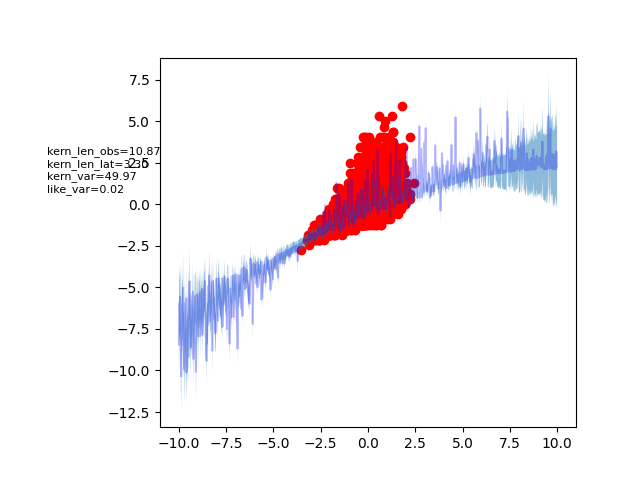 7.5
5.0
kern_len_obs=10.87
kern_len_lat=3.30
2.5
kern_var=49.97
like_var=0.02
0.0
−2.5
−5.0
−7.5
−10.0
−12.5
−10.0 −7.5 −5.0 −2.5 0.0 2.5 5.0 7.5 10.0